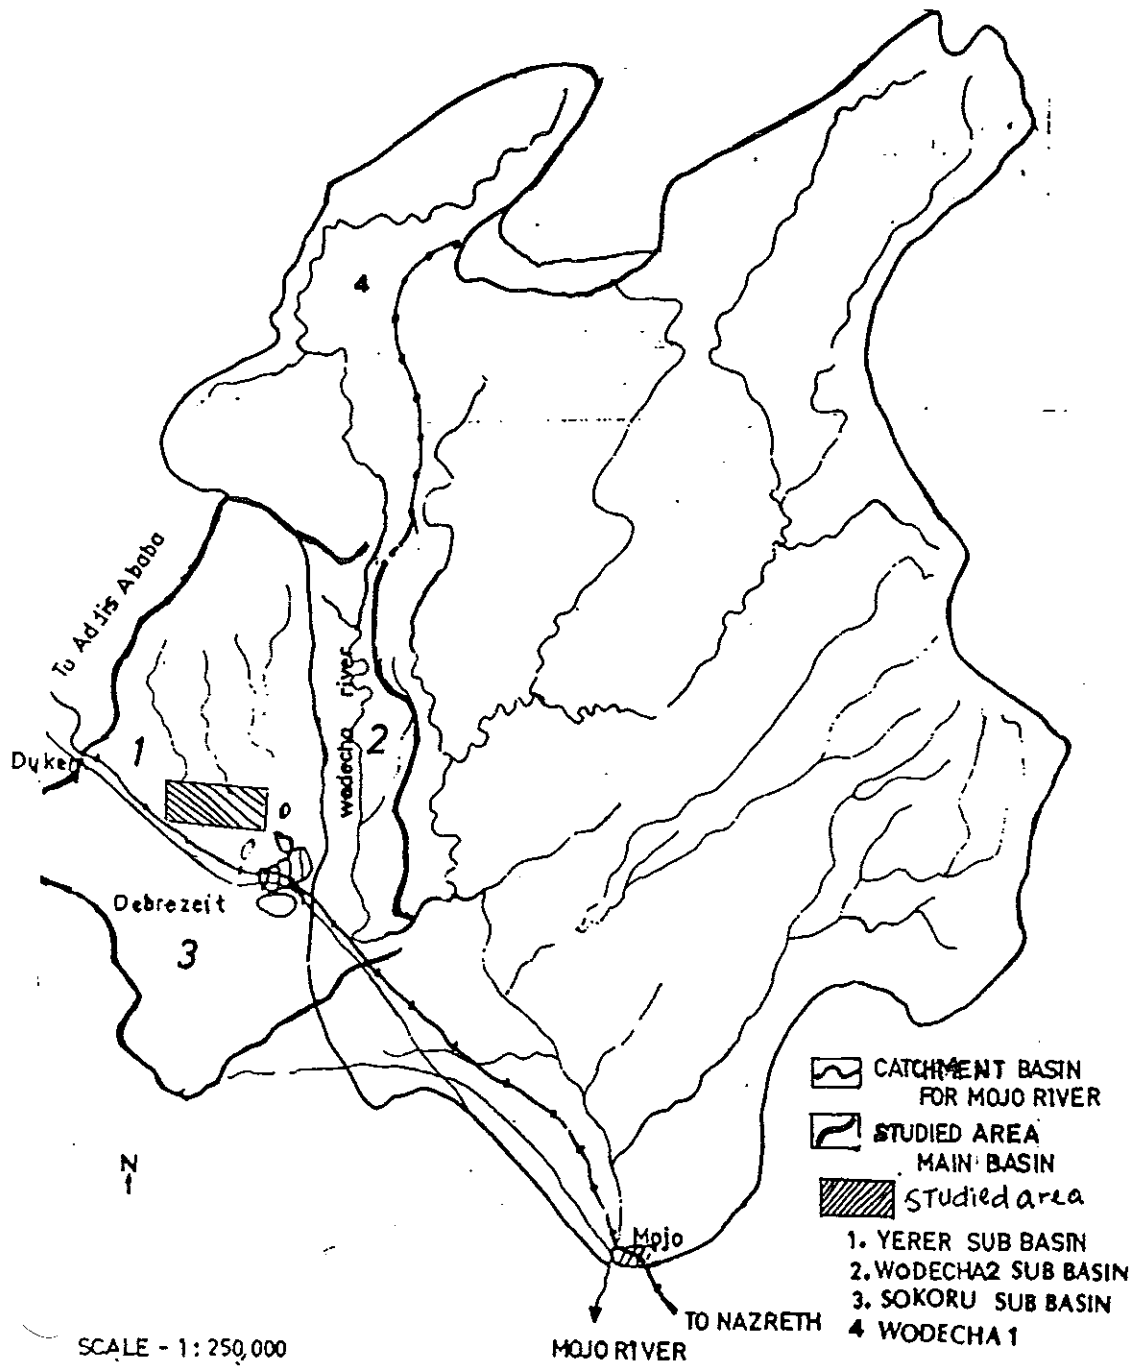 4
To Addis Ababa
wedecha river
2
1
Dyke
Debrezeit
3
CATCHMENT BASIN
FOR MOJO RIVER
STUDIED AREA
MAIN BASIN
studied area
N
1. YERER SUB BASIN
2. WODECHA2 SUB BASIN
3. SOKORU SUB BASIN
4 WODECHA 1
Mojo
TO NAZRETH
MOJO RIVER
SCALE - 1: 250,000